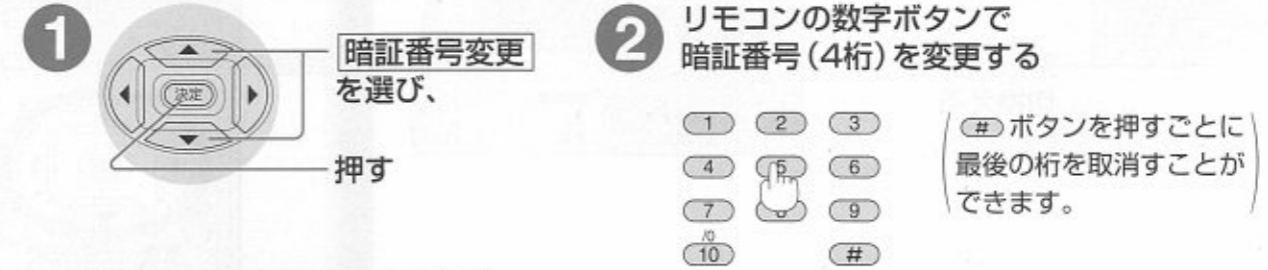 1
暗証番号変更
を選び、
決定
押す
2
リモコンの数字ボタンで
暗証番号(4桁)を変更する
1 2 3
4 5 6
7 9
/0
10 #
(# ボタンを押すごとに
最後の桁を取消すことが
できます。)